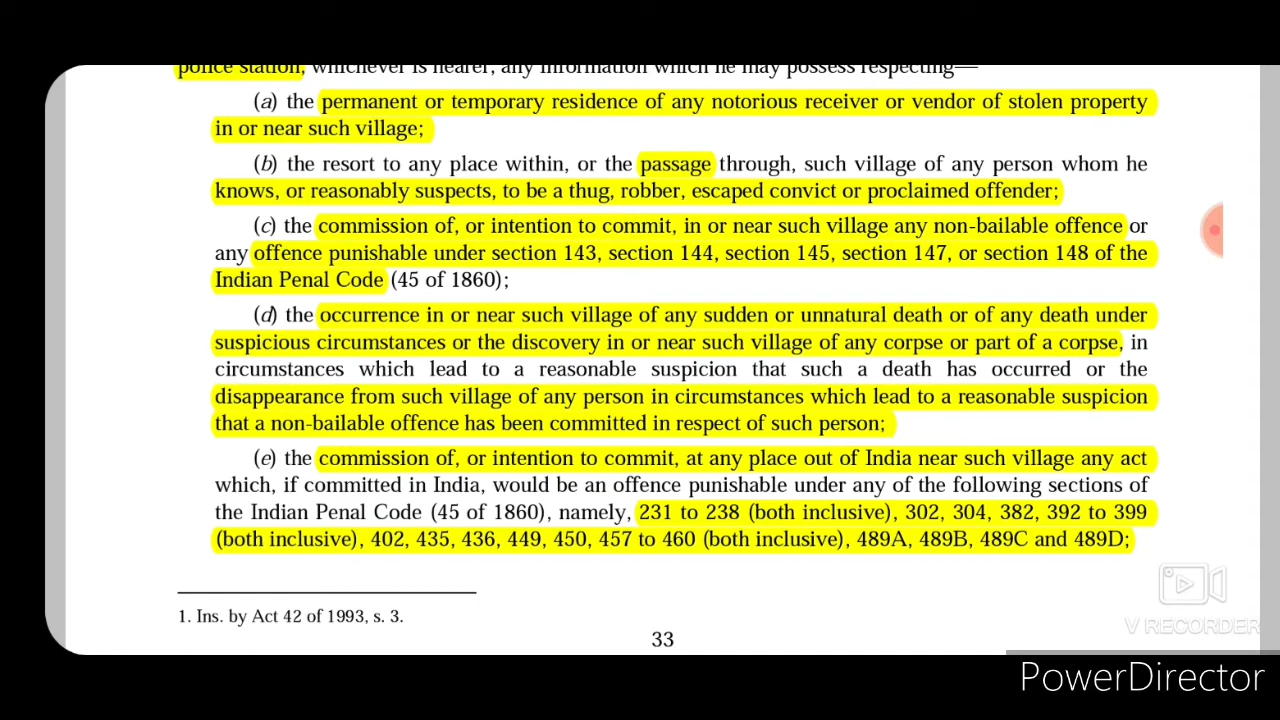 police station, whichever is nearer, any information which he may possess respecting—
(a) the permanent or temporary residence of any notorious receiver or vendor of stolen property
in or near such village;
(b) the resort to any place within, or the passage through, such village of any person whom he
knows, or reasonably suspects, to be a thug, robber, escaped convict or proclaimed offender;
(c) the commission of, or intention to commit, in or near such village any non-bailable offence or
any offence punishable under section 143, section 144, section 145, section 147, or section 148 of the
Indian Penal Code (45 of 1860);
(d) the occurrence in or near such village of any sudden or unnatural death or of any death under
suspicious circumstances or the discovery in or near such village of any corpse or part of a corpse, in
circumstances which lead to a reasonable suspicion that such a death has occurred or the
disappearance from such village of any person in circumstances which lead to a reasonable suspicion
that a non-bailable offence has been committed in respect of such person;
(e) the commission of, or intention to commit, at any place out of India near such village any act
which, if committed in India, would be an offence punishable under any of the following sections of
the Indian Penal Code (45 of 1860), namely, 231 to 238 (both inclusive), 302, 304, 382, 392 to 399
(both inclusive), 402, 435, 436, 449, 450, 457 to 460 (both inclusive), 489A, 489B, 489C and 489D;
1. Ins. by Act 42 of 1993, s. 3.
33
V RECORDER
PowerDirector